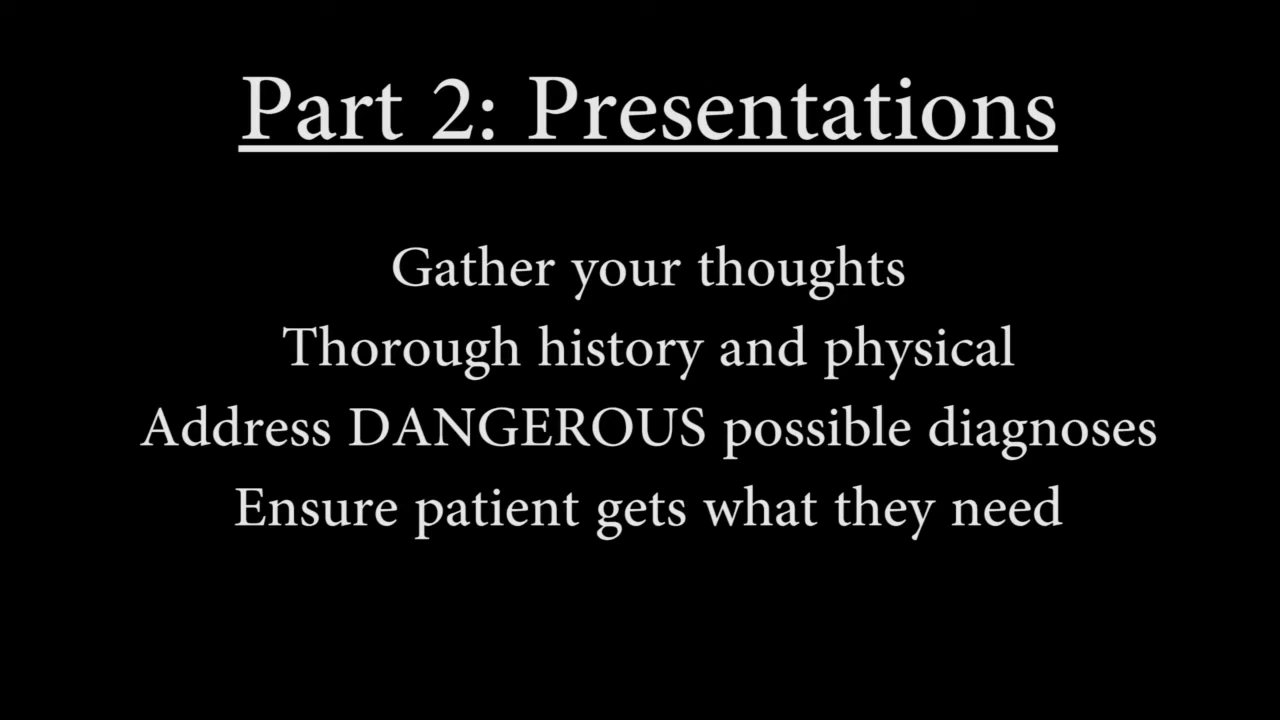 Part 2: Presentations
Gather your thoughts
Thorough history and physical
Address DANGEROUS possible diagnoses
Ensure patient gets what they need